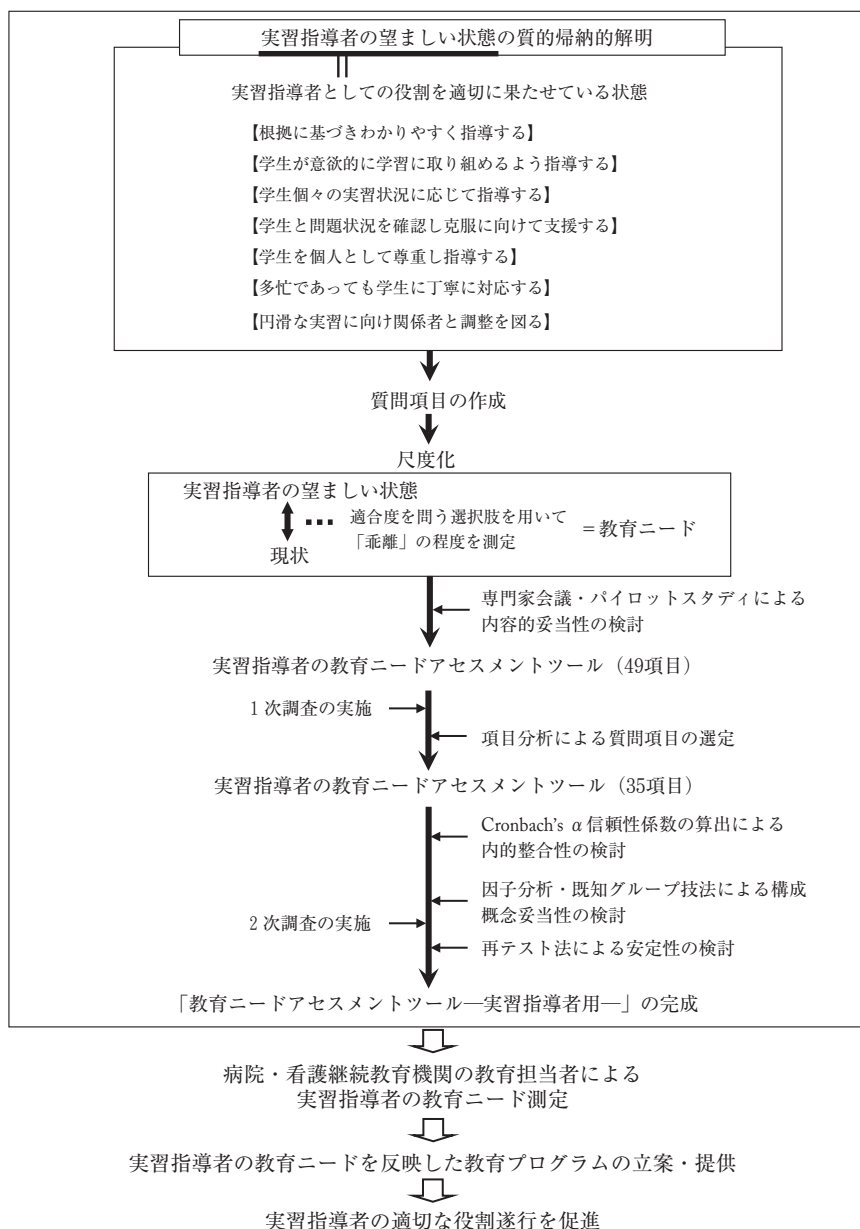 実習指導者の望ましい状態の質的帰納的解明
実習指導者としての役割を適切に果たせている状態
【根拠に基づきわかりやすく指導する】
【学生が意欲的に学習に取り組めるよう指導する】
【学生個々の実習状況に応じて指導する】
【学生と問題状況を確認し克服に向けて支援する】
【学生を個人として尊重し指導する】
【多忙であっても学生に丁寧に対応する】
【円滑な実習に向け関係者と調整を図る】
質問項目の作成
尺度化
実習指導者の望ましい状態
適合度を問う選択肢を用いて
「乖離」の程度を測定
＝教育ニード
現状
専門家会議・パイロットスタディによる
内容的妥当性の検討
実習指導者の教育ニードアセスメントツール（49項目）
1次調査の実施
項目分析による質問項目の選定
実習指導者の教育ニードアセスメントツール（35項目）
Cronbach's α信頼性係数の算出による
内的整合性の検討
因子分析・既知グループ技法による構成
概念妥当性の検討
2次調査の実施
再テスト法による安定性の検討
「教育ニードアセスメントツール―実習指導者用―」の完成
病院・看護継続教育機関の教育担当者による
実習指導者の教育ニード測定
実習指導者の教育ニードを反映した教育プログラムの立案・提供
実習指導者の適切な役割遂行を促進